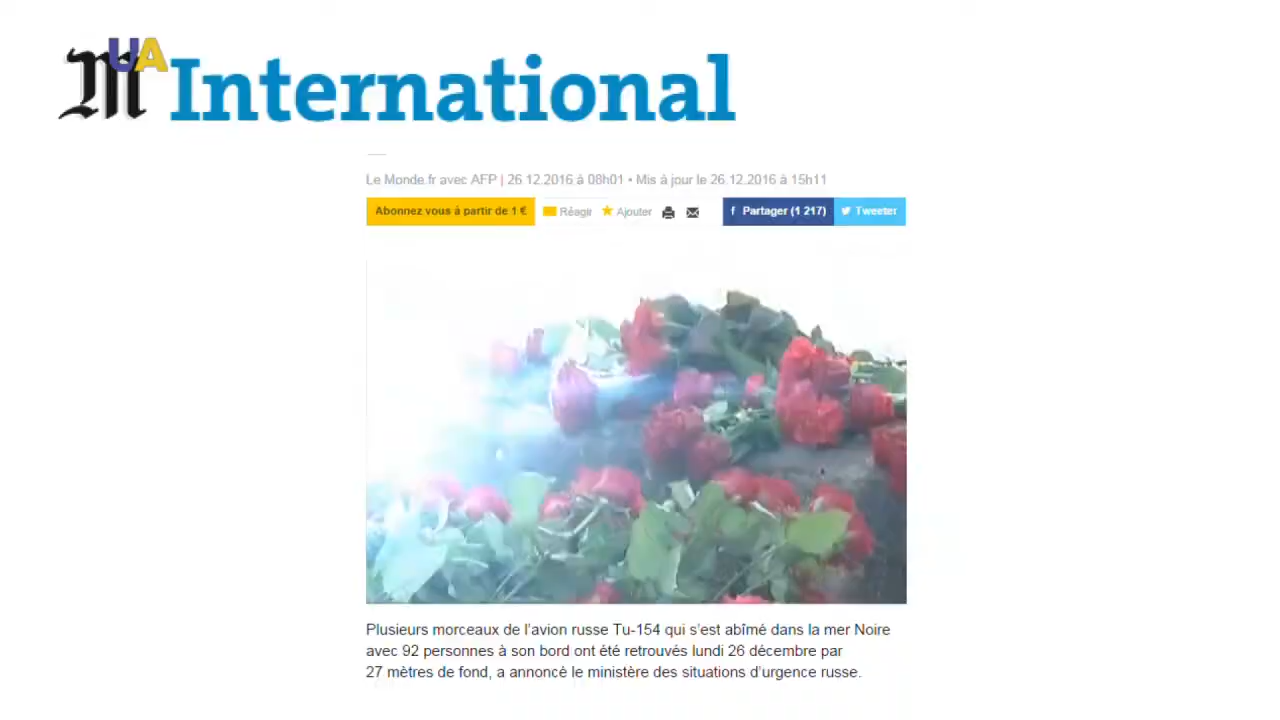 UA
M International
Le Monde.fr avec AFP | 26.12.2016 à 08h01 • Mis à jour le 26.12.2016 à 15h11
Abonnez vous à partir de 1 € Réagir Ajouter f Partager (1 217) Tweeter
Plusieurs morceaux de l'avion russe Tu-154 qui s'est abîmé dans la mer Noire
avec 92 personnes à son bord ont été retrouvés lundi 26 décembre par
27 mètres de fond, a annoncé le ministère des situations d'urgence russe.